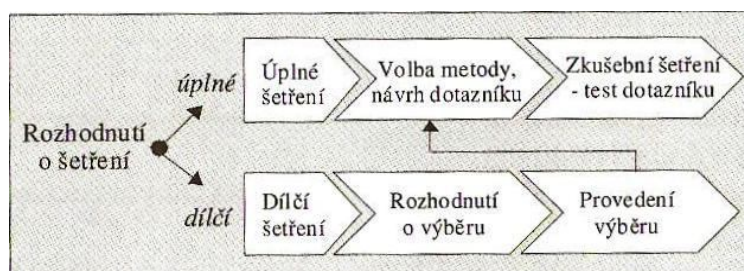 úplné
Úplné
šetření
Volba metody,
návrh dotazníku
Zkušební šetření
- test dotazníku
Rozhodnutí
o šetření
dílčí
Dílčí
šetření
Rozhodnutí
o výběru
Provedení
výběru